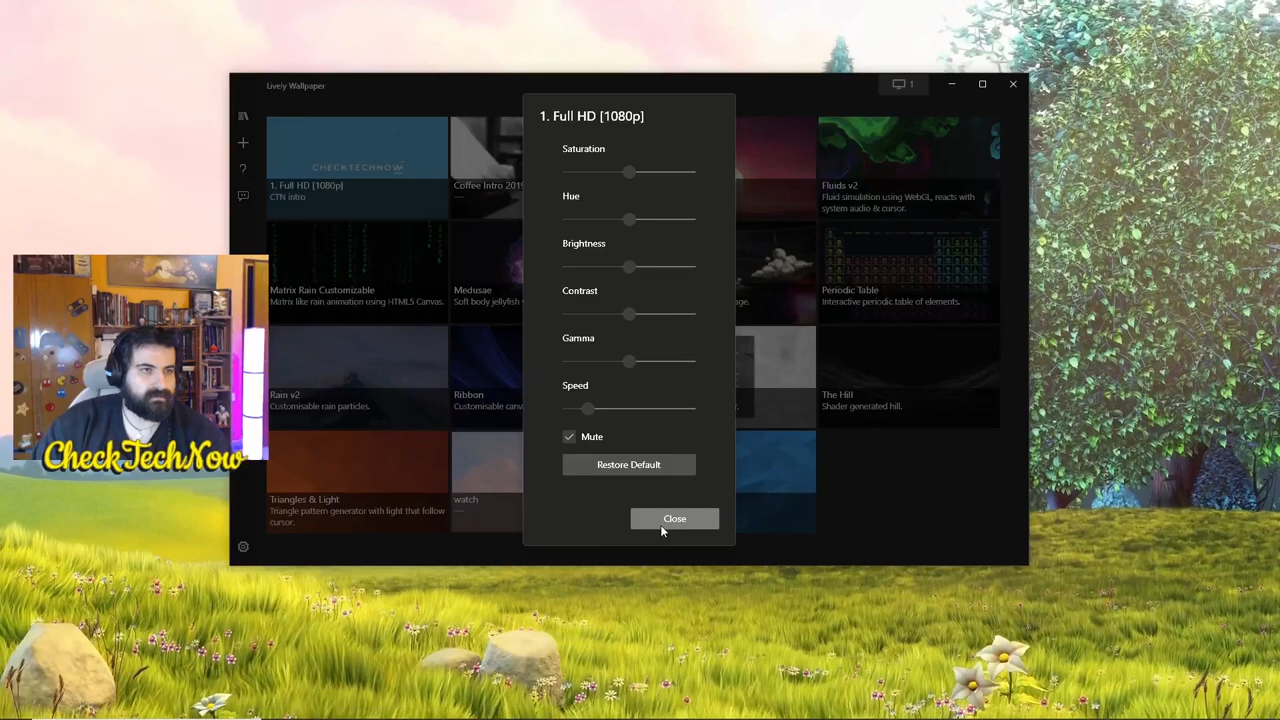 Lively Wallpaper
1
1. Full HD [1080p]
Saturation
Hue
Brightness
Contrast
Gamma
Speed
Mute
Restore Default
Close
CHECKTECHNOW
1. Full HD [1080p]
CTN intro
Coffee Intro 2019
Fluids v2
Fluid simulation using WebGL, reacts with
system audio & cursor.
Matrix Rain Customizable
Matrix like rain animation using HTML5 Canvas.
Medusae
Soft body jellyfish
Periodic Table
Interactive periodic table of elements.
Rain v2
Customisable rain particles.
Ribbon
Customisable
The Hill
Shader generated hill.
Triangles & Light
Triangle pattern generator with light that follow
cursor.
watch
CheckTechNow